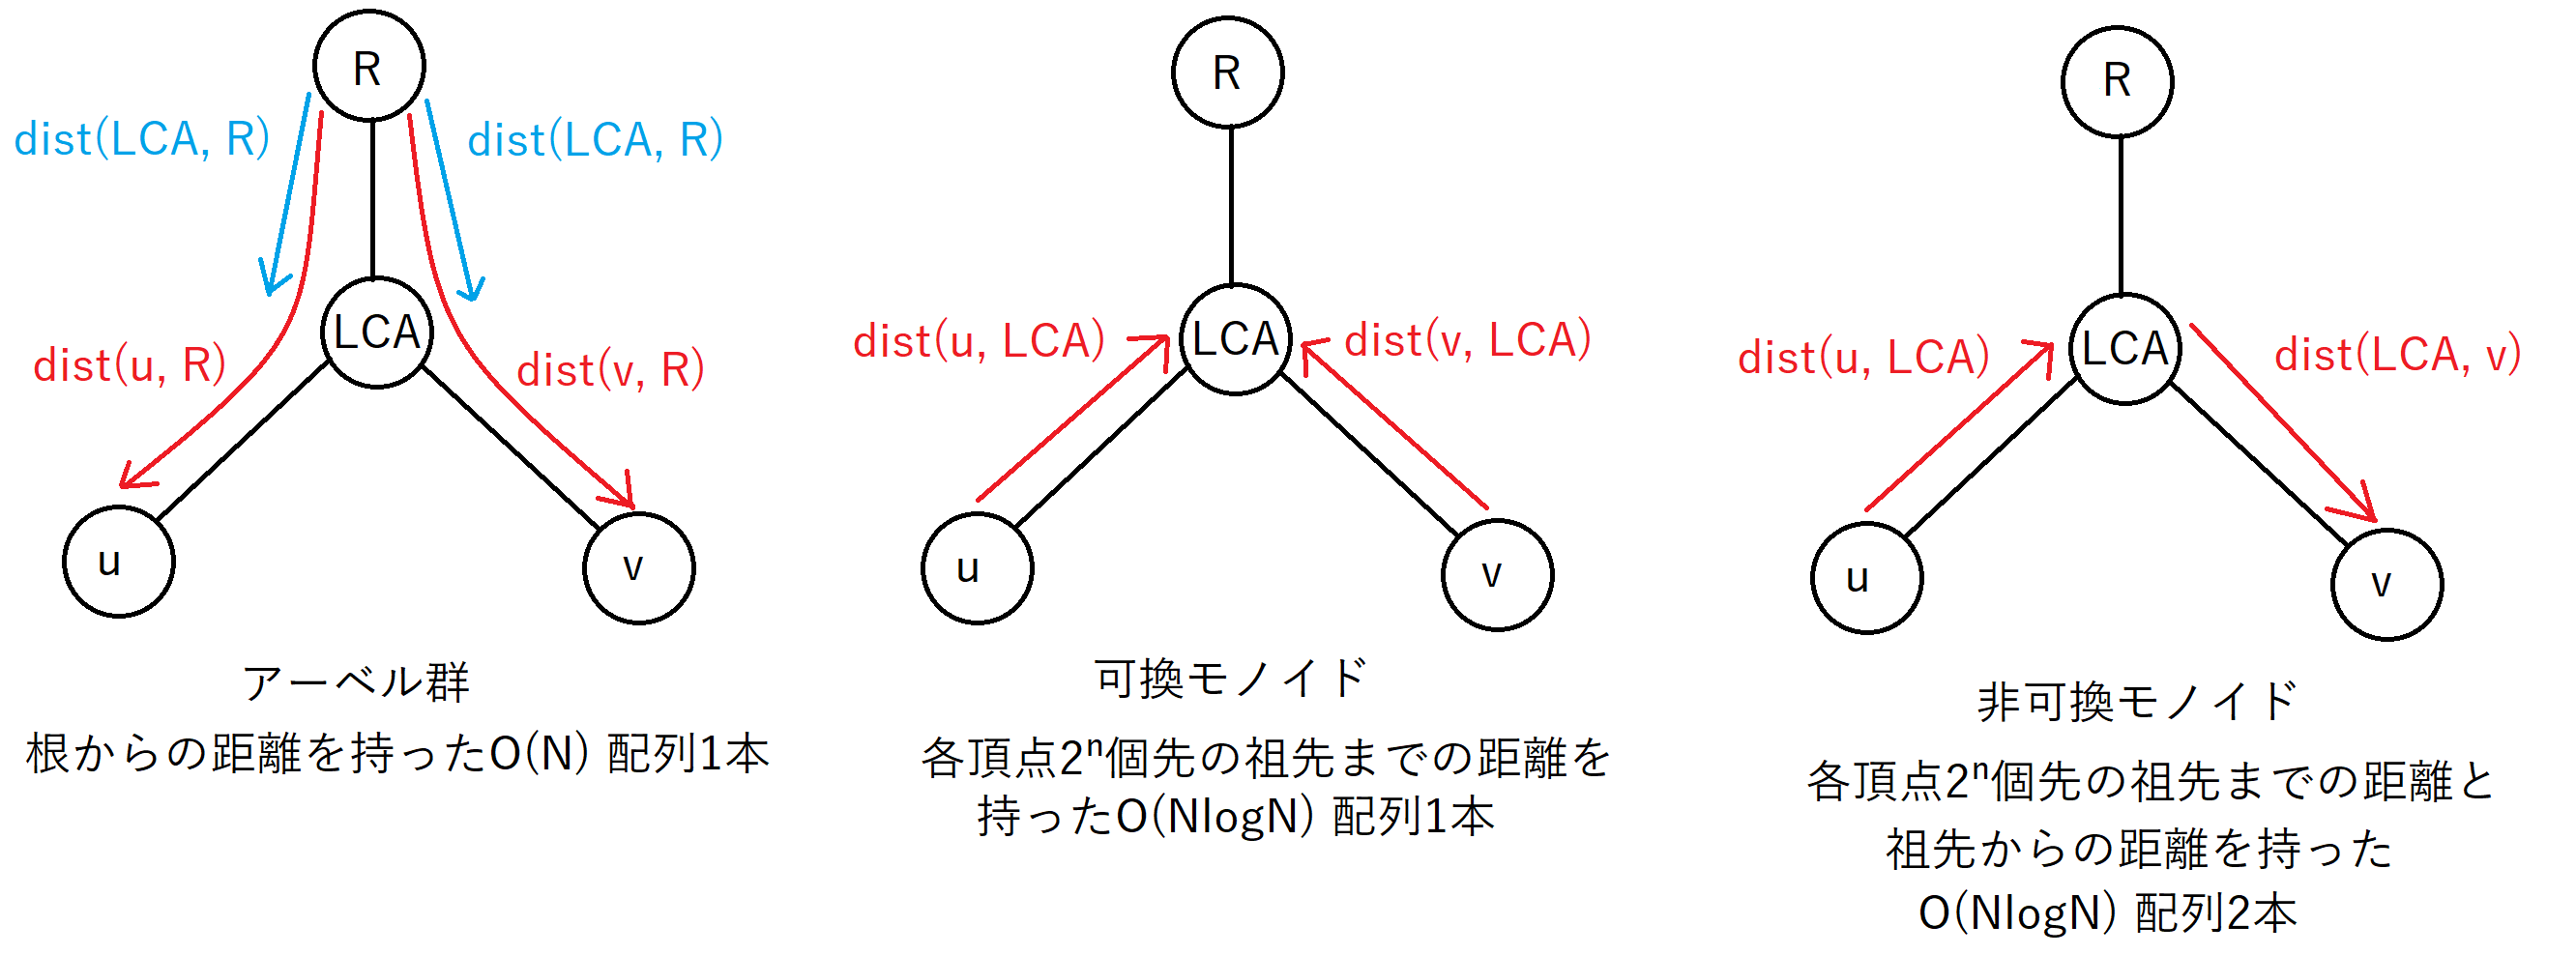 R
dist(LCA, R)
dist(LCA, R)
LCA
dist(u, R)
dist(v, R)
u
v
アーベル群
根からの距離を持ったO(N) 配列1本
R
dist(u, LCA)
LCA
dist(v, LCA)
u
v
可換モノイド
各頂点2ⁿ個先の祖先までの距離を
持ったO(NlogN) 配列1本
R
dist(u, LCA)
LCA
dist(LCA, v)
u
v
非可換モノイド
各頂点2ⁿ個先の祖先までの距離と
祖先からの距離を持った
O(NlogN) 配列2本